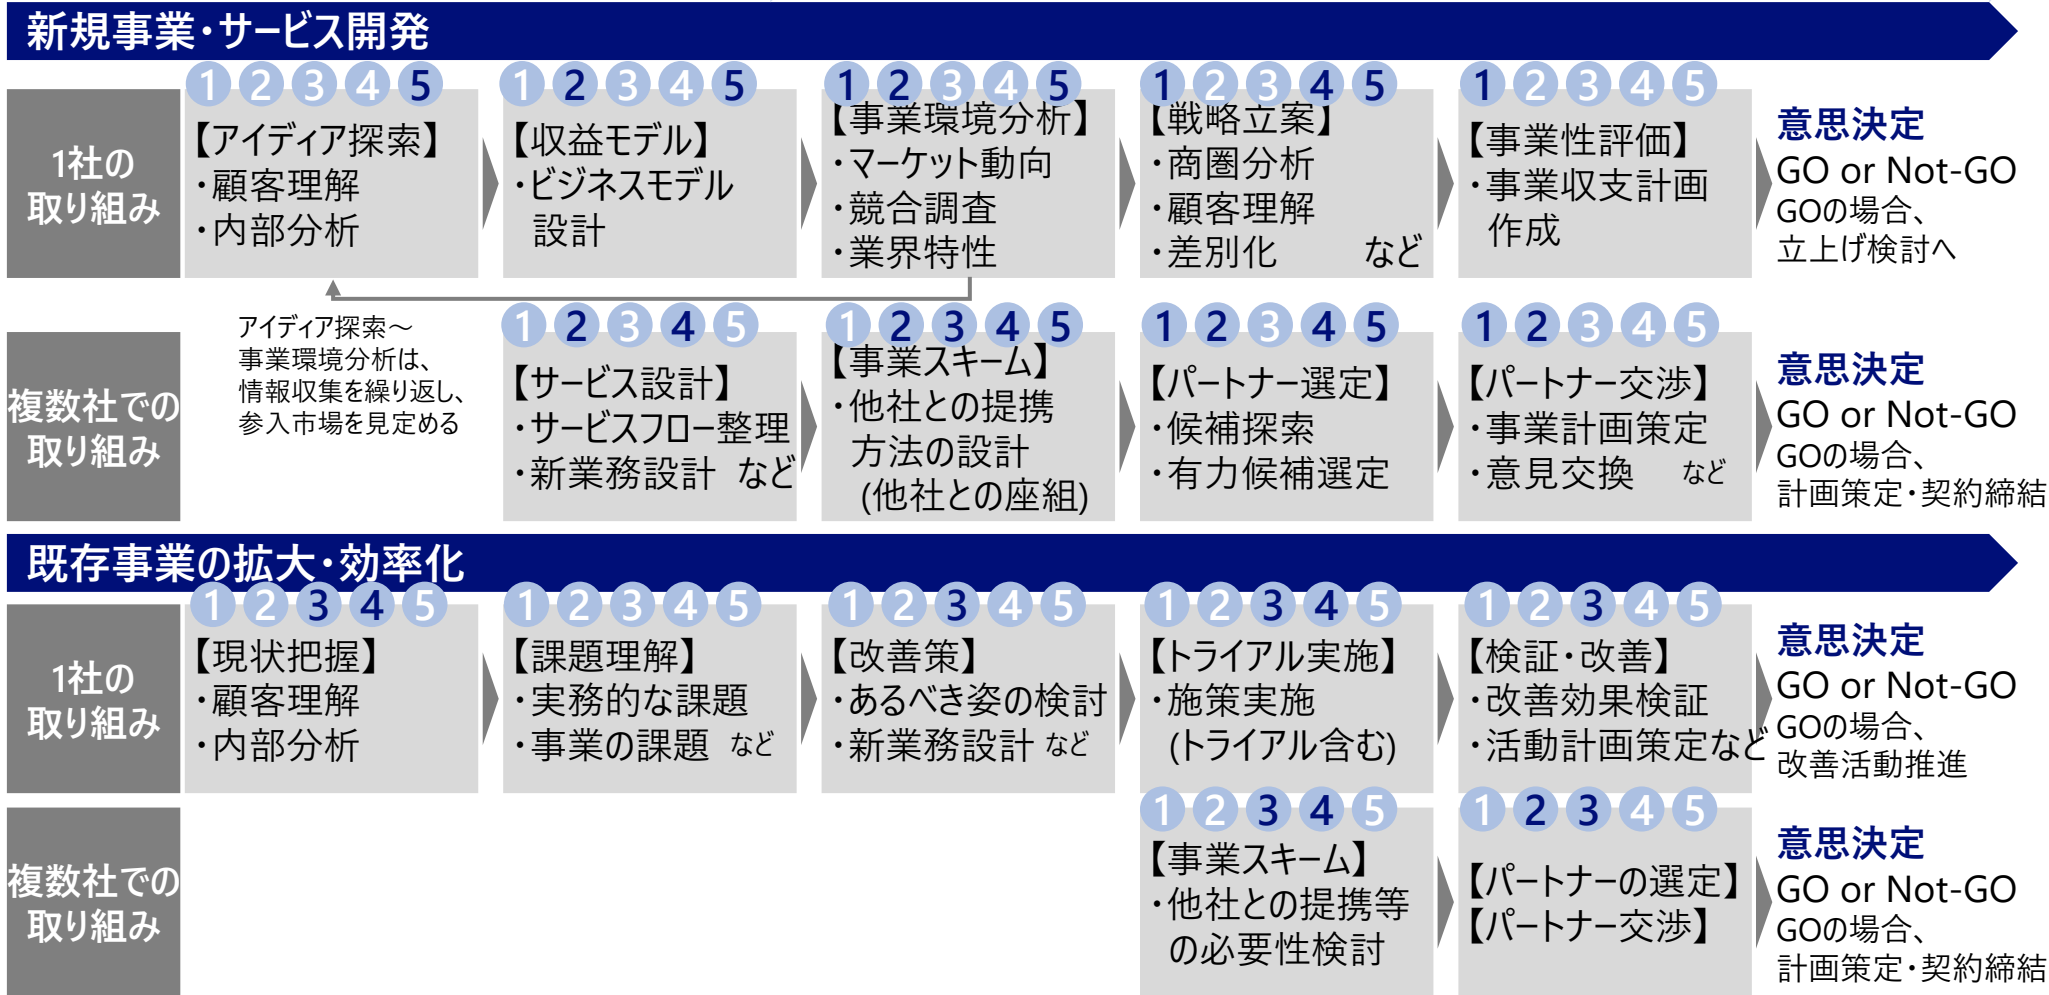 新規事業・サービス開発
1社の
取り組み
1 2 3 4 5
【アイディア探索】
・顧客理解
・内部分析
1 2 3 4 5
【収益モデル】
・ビジネスモデル
設計
1 2 3 4 5
【事業環境分析】
・マーケット動向
・競合調査
・業界特性
1 2 3 4 5
【戦略立案】
・商圏分析
・顧客理解
・差別化 など
1 2 3 4 5
【事業性評価】
・事業収支計画
作成
意思決定
GO or Not-GO
GOの場合、
立上げ検討へ
アイディア探索～
事業環境分析は、
情報収集を繰り返し、
参入市場を見定める
複数社での
取り組み
1 2 3 4 5
【サービス設計】
・サービスフロー整理
・新業務設計 など
1 2 3 4 5
【事業スキーム】
・他社との提携
方法の設計
(他社との座組)
1 2 3 4 5
【パートナー選定】
・候補探索
・有力候補選定
1 2 3 4 5
【パートナー交渉】
・事業計画策定
・意見交換 など
意思決定
GO or Not-GO
GOの場合、
計画策定・契約締結
既存事業の拡大・効率化
1社の
取り組み
1 2 3 4 5
【現状把握】
・顧客理解
・内部分析
1 2 3 4 5
【課題理解】
・実務的な課題
・事業の課題 など
1 2 3 4 5
【改善策】
・あるべき姿の検討
・新業務設計 など
1 2 3 4 5
【トライアル実施】
・施策実施
(トライアル含む)
1 2 3 4 5
【検証・改善】
・改善効果検証
・活動計画策定など
意思決定
GO or Not-GO
GOの場合、
改善活動推進
複数社での
取り組み
1 2 3 4 5
【事業スキーム】
・他社との提携等
の必要性検討
1 2 3 4 5
【パートナーの選定】
【パートナー交渉】
意思決定
GO or Not-GO
GOの場合、
計画策定・契約締結